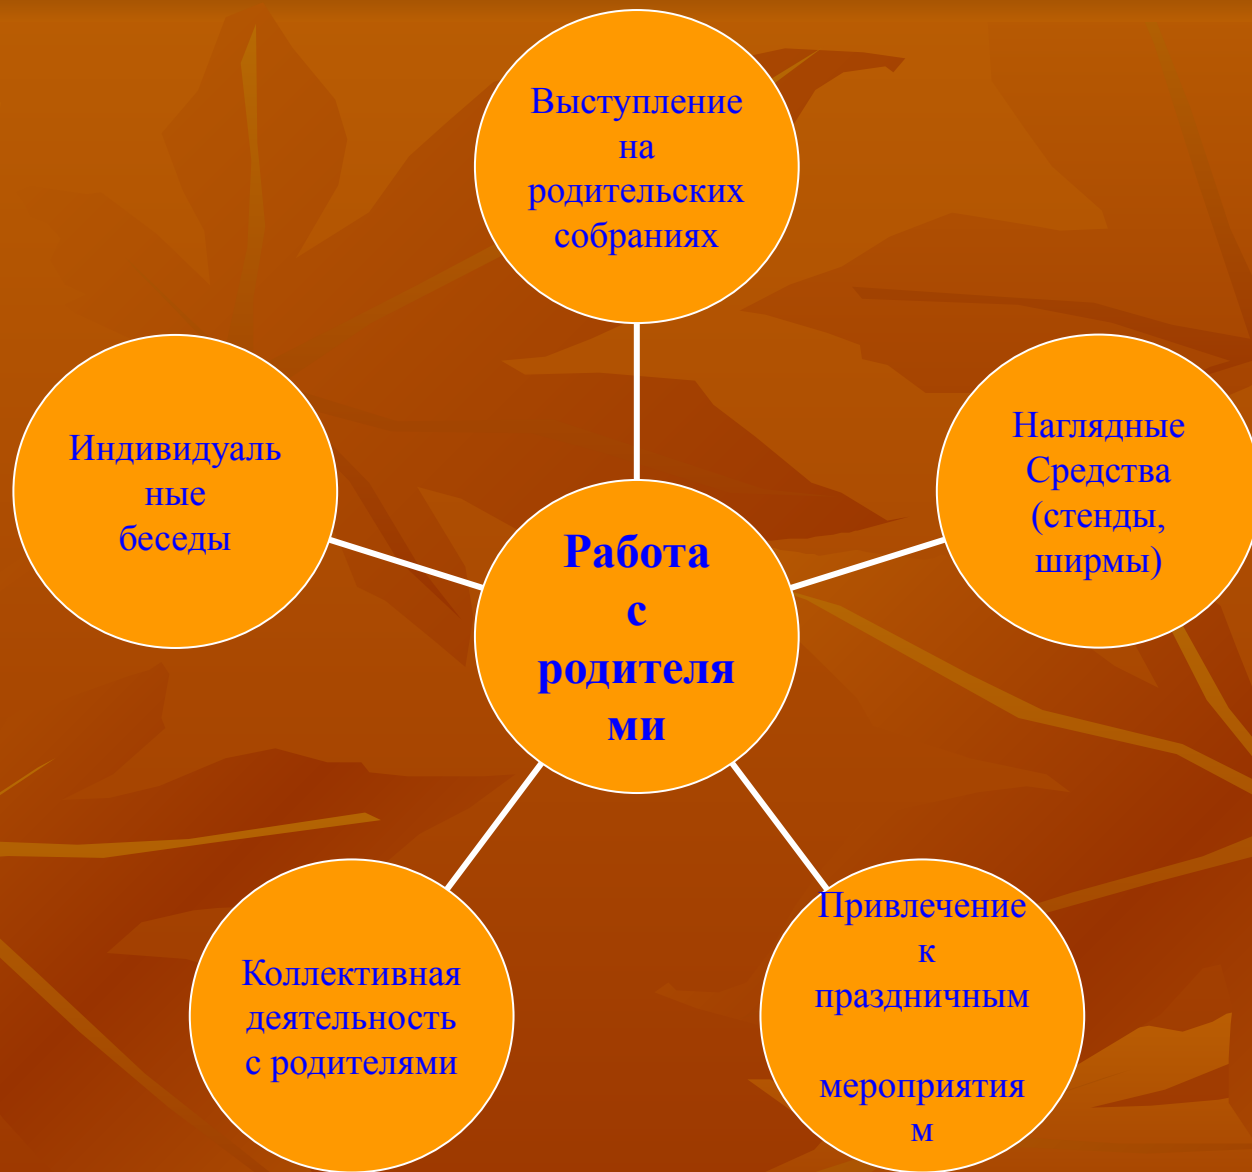 Выступление
на
родительских
собраниях
Индивидуаль
ные
беседы
Наглядные
Средства
(стенды,
ширмы)
Работа
с
родителя
ми
Коллективная
деятельность
с родителями
Привлечение
к
праздничным
мероприятия
м